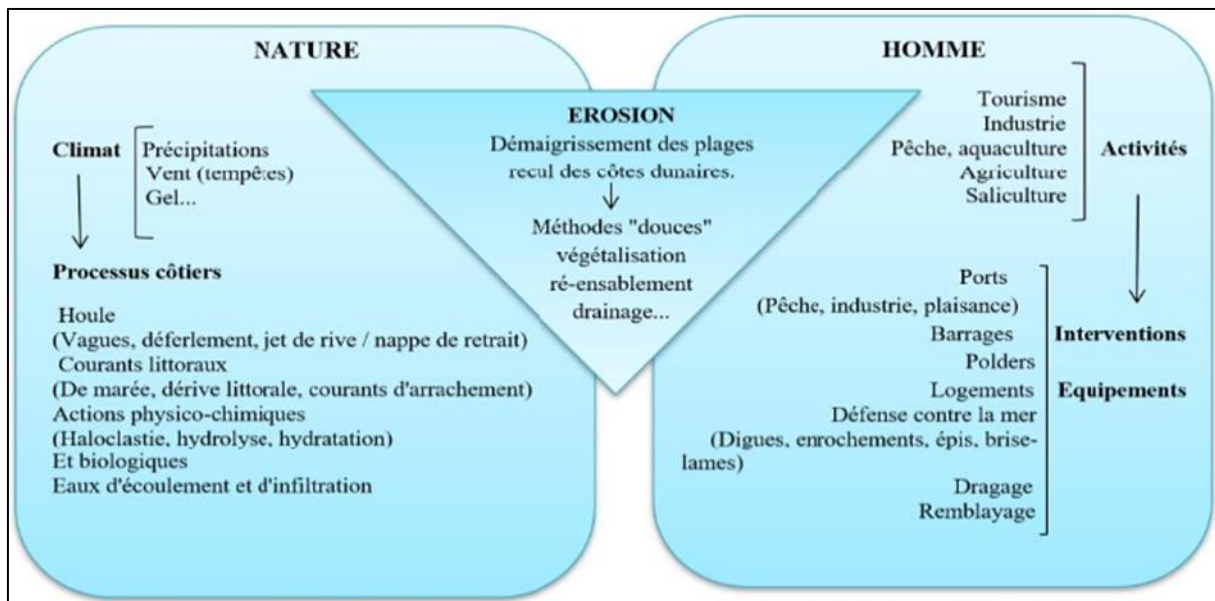 NATURE
Climat
Précipitations
Vent (tempêtes)
Gel...
Processus côtiers
Houle
(Vagues, déferlement, jet de rive / nappe de retrait)
Courants littoraux
(De marée, dérive littorale, courants d'arrachement)
Actions physico-chimiques
(Haloclastie, hydrolyse, hydratation)
Et biologiques
Eaux d'écoulement et d'infiltration
EROSION
Démaigrissement des plages
recul des côtes dunaires.
Méthodes "douces"
végétalisation
ré-ensablement
drainage...
HOMME
Tourisme
Industrie
Pêche, aquaculture
Agriculture
Saliculture
Activités
Ports
(Pêche, industrie, plaisance)
Barrages
Polders
Logements
Défense contre la mer
(Digues, enrochements, épis, brise-
lames)
Dragage
Remblayage
Interventions
Equipements